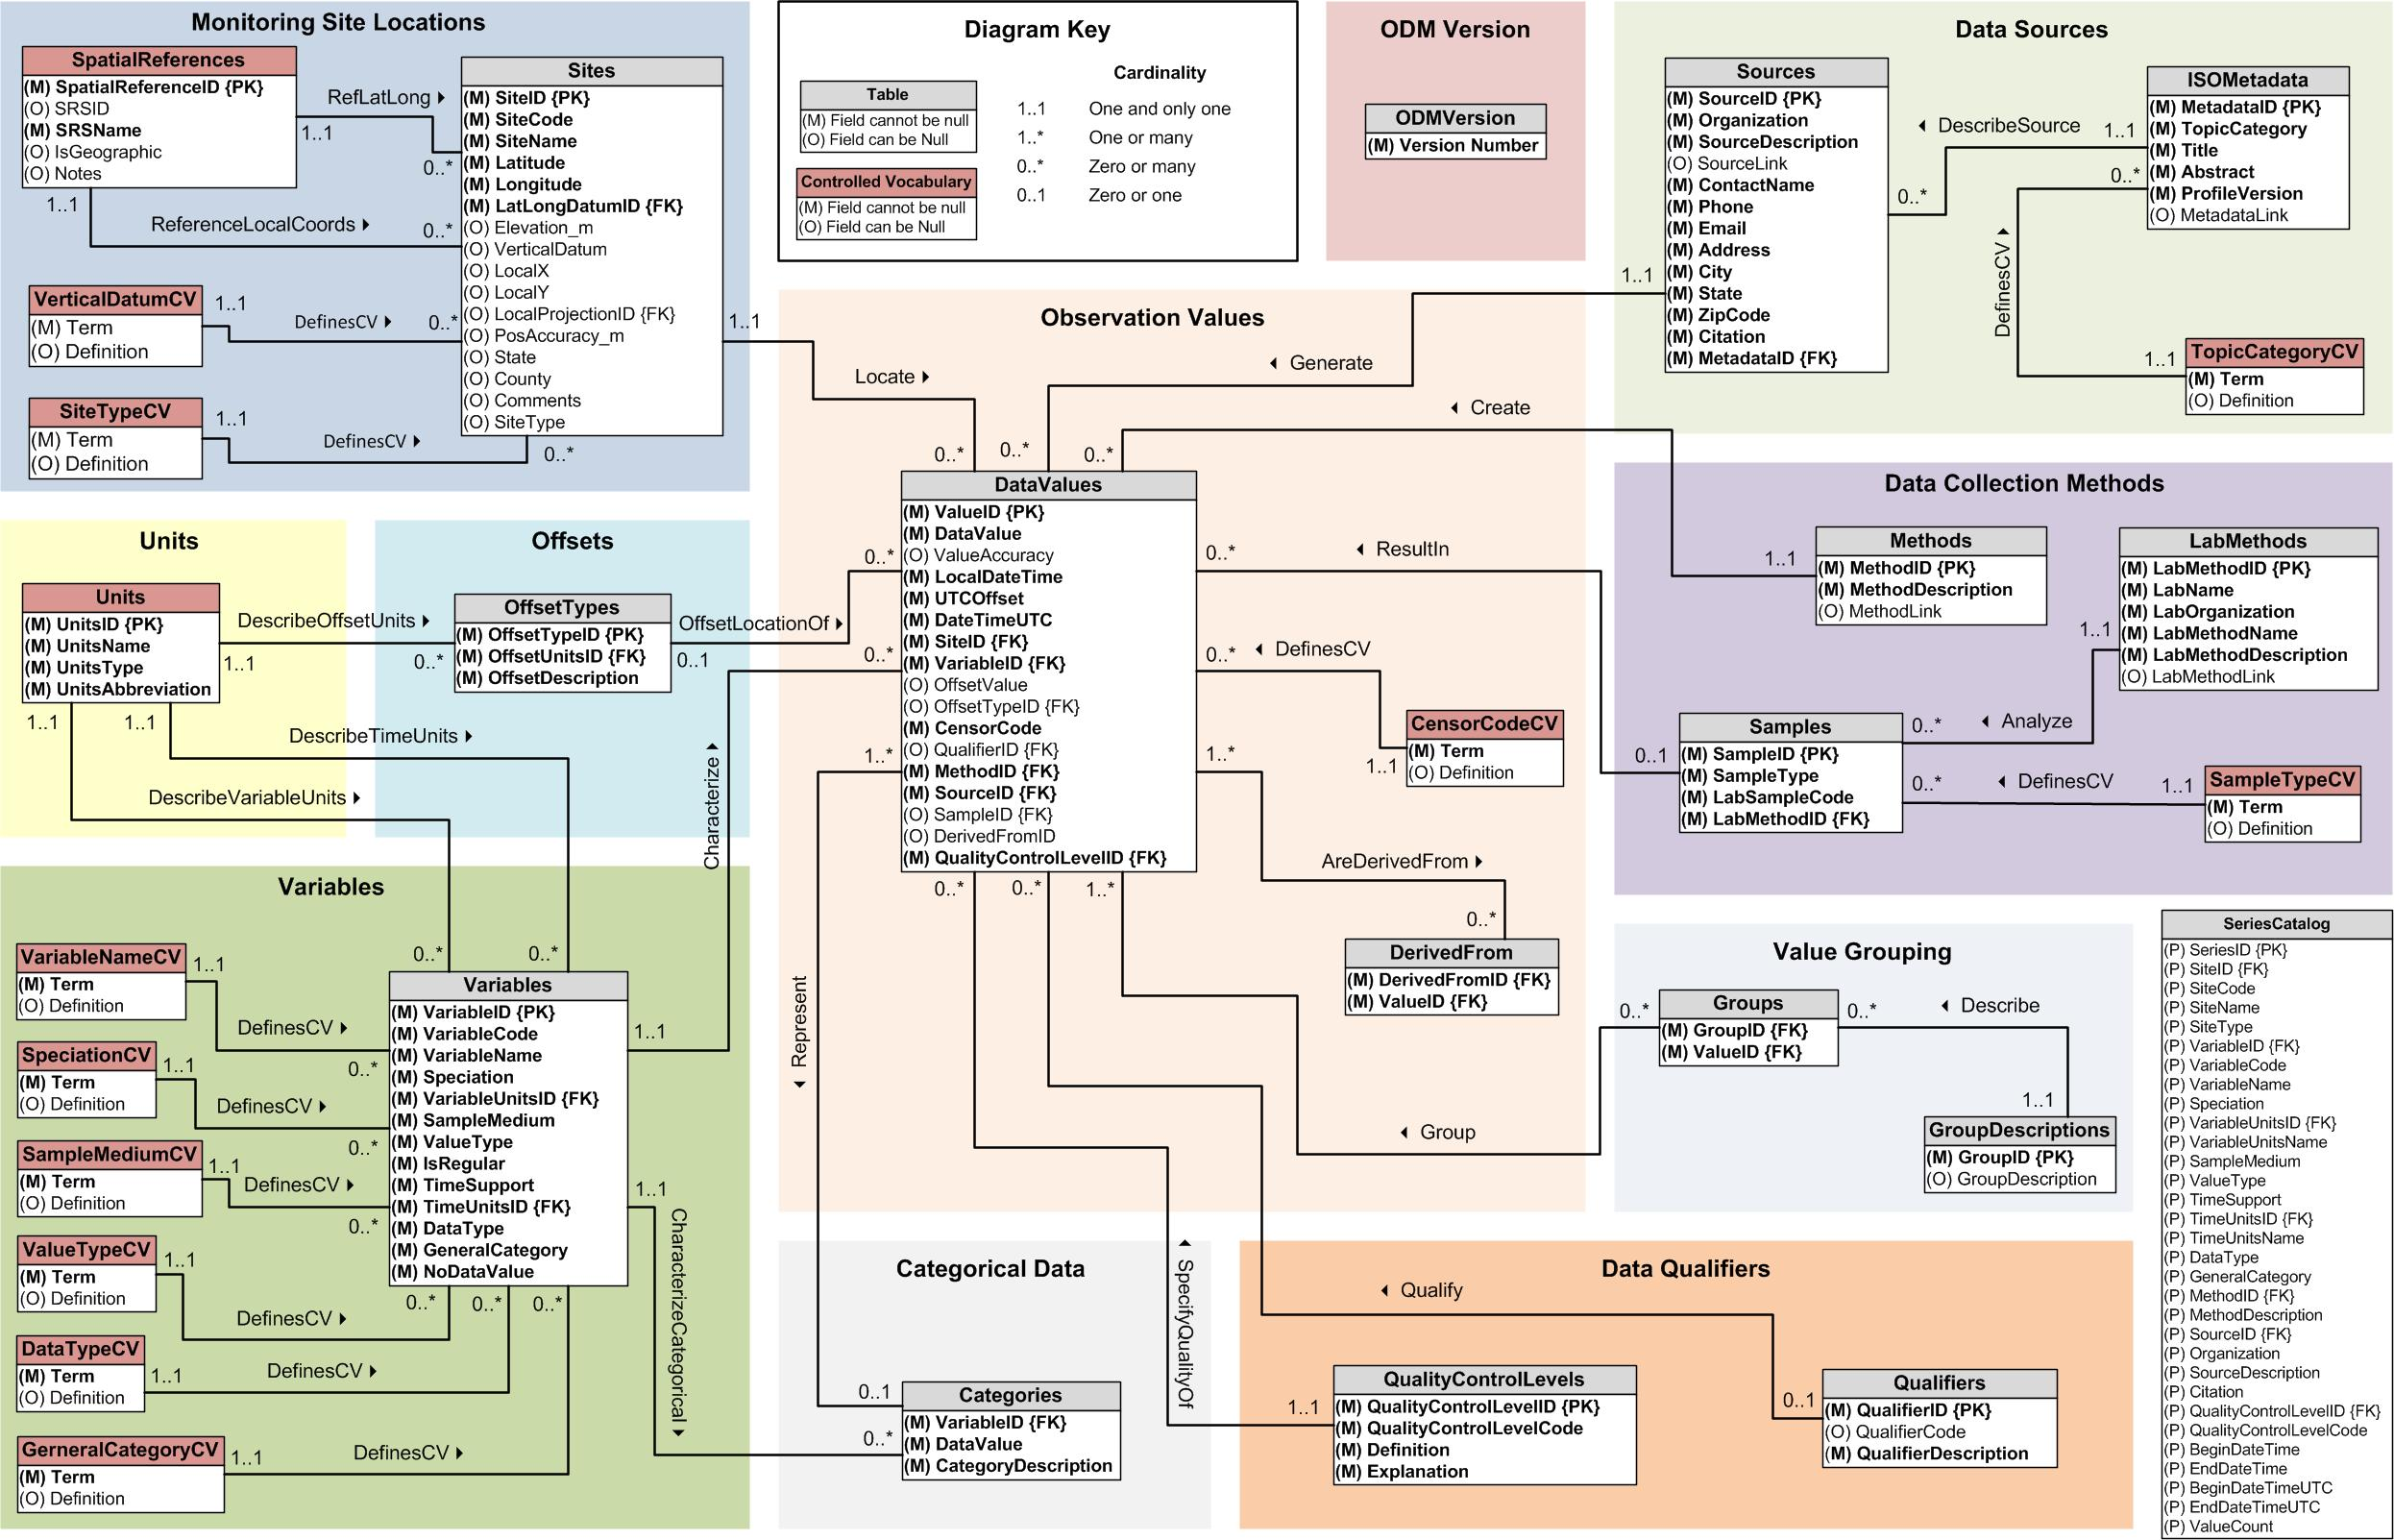 Monitoring Site Locations
SpatialReferences
(M) SpatialReferenceID {PK}
(O) SRSID
(M) SRSName
(O) IsGeographic
(O) Notes
RefLatLong
1..1
0..*
1..1
ReferenceLocalCoords
0..*
Sites
(M) SiteID {PK}
(M) SiteCode
(M) SiteName
(M) Latitude
(M) Longitude
(M) LatLongDatumID {FK}
(O) Elevation_m
(O) VerticalDatum
(O) LocalX
(O) LocalY
(O) LocalProjectionID {FK}
(O) PosAccuracy_m
(O) State
(O) County
(O) Comments
(O) SiteType
VerticalDatumCV
(M) Term
(O) Definition
1..1
DefinesCV
0..*
SiteTypeCV
(M) Term
(O) Definition
1..1
DefinesCV
0..*
Diagram Key
Table
(M) Field cannot be null
(O) Field can be Null
Controlled Vocabulary
(M) Field cannot be null
(O) Field can be Null
Cardinality
1..1 One and only one
1..* One or many
0..* Zero or many
0..1 Zero or one
ODM Version
ODMVersion
(M) Version Number
Data Sources
Sources
(M) SourceID {PK}
(M) Organization
(M) SourceDescription
(O) SourceLink
(M) ContactName
(M) Phone
(M) Email
(M) Address
(M) City
(M) State
(M) ZipCode
(M) Citation
(M) MetadataID {FK}
DescribeSource
1..1
0..*
ISOMetadata
(M) MetadataID {PK}
(M) TopicCategory
(M) Title
(M) Abstract
(M) ProfileVersion
(O) MetadataLink
0..*
DefinesCV
1..1
TopicCategoryCV
(M) Term
(O) Definition
Observation Values
1..1
Locate
0..*
1..1
Generate
0..*
Create
0..*
1..1
DataValues
(M) ValueID {PK}
(M) DataValue
(O) ValueAccuracy
(M) LocalDateTime
(M) UTCOffset
(M) DateTimeUTC
(M) SiteID {FK}
(M) VariableID {FK}
(O) OffsetValue
(O) OffsetTypeID {FK}
(M) CensorCode
(O) QualifierID {FK}
(M) MethodID {FK}
(M) SourceID {FK}
(O) SampleID {FK}
(O) DerivedFromID
(M) QualityControlLevelID {FK}
0..*
ResultIn
0..1
0..*
DefinesCV
1..1
CensorCodeCV
(M) Term
(O) Definition
1..*
AreDerivedFrom
0..*
DerivedFrom
(M) DerivedFromID {FK}
(M) ValueID {FK}
Data Collection Methods
Methods
(M) MethodID {PK}
(M) MethodDescription
(O) MethodLink
LabMethods
(M) LabMethodID {PK}
(M) LabName
(M) LabOrganization
(M) LabMethodName
(M) LabMethodDescription
(O) LabMethodLink
1..1
Analyze
0..*
Samples
(M) SampleID {PK}
(M) SampleType
(M) LabSampleCode
(M) LabMethodID {FK}
0..*
DefinesCV
1..1
SampleTypeCV
(M) Term
(O) Definition
Units
Units
(M) UnitsID {PK}
(M) UnitsName
(M) UnitsType
(M) UnitsAbbreviation
DescribeOffsetUnits
1..1
0..*
Offsets
OffsetTypes
(M) OffsetTypeID {PK}
(M) OffsetUnitsID {FK}
(M) OffsetDescription
OffsetLocationOf
0..1
0..*
1..1
1..1
DescribeTimeUnits
DescribeVariableUnits
0..*
0..*
Characterize
0..*
1..1
Variables
VariableNameCV
(M) Term
(O) Definition
1..1
DefinesCV
0..*
SpeciationCV
(M) Term
(O) Definition
1..1
DefinesCV
0..*
SampleMediumCV
(M) Term
(O) Definition
1..1
DefinesCV
0..*
ValueTypeCV
(M) Term
(O) Definition
1..1
DefinesCV
0..*
DataTypeCV
(M) Term
(O) Definition
1..1
DefinesCV
0..*
GerneralCategoryCV
(M) Term
(O) Definition
1..1
DefinesCV
0..*
Variables
(M) VariableID {PK}
(M) VariableCode
(M) VariableName
(M) Speciation
(M) VariableUnitsID {FK}
(M) SampleMedium
(M) ValueType
(M) IsRegular
(M) TimeSupport
(M) TimeUnitsID {FK}
(M) DataType
(M) GeneralCategory
(M) NoDataValue
1..1
CharacterizeCategorical
0..*
1..*
Represent
0..1
Categorical Data
Categories
(M) VariableID {FK}
(M) DataValue
(M) CategoryDescription
0..*
SpecifyQualityOf
1..1
Data Qualifiers
QualityControlLevels
(M) QualityControlLevelID {PK}
(M) QualityControlLevelCode
(M) Definition
(M) Explanation
0..*
Qualify
0..1
Qualifiers
(M) QualifierID {PK}
(O) QualifierCode
(M) QualifierDescription
1..*
Group
0..*
Value Grouping
Groups
(M) GroupID {FK}
(M) ValueID {FK}
0..*
Describe
1..1
GroupDescriptions
(M) GroupID {PK}
(O) GroupDescription
SeriesCatalog
(P) SeriesID {PK}
(P) SiteID {FK}
(P) SiteCode
(P) SiteName
(P) SiteType
(P) VariableID {FK}
(P) VariableCode
(P) VariableName
(P) Speciation
(P) VariableUnitsID {FK}
(P) VariableUnitsName
(P) SampleMedium
(P) ValueType
(P) TimeSupport
(P) TimeUnitsID {FK}
(P) TimeUnitsName
(P) DataType
(P) GeneralCategory
(P) MethodID {FK}
(P) MethodDescription
(P) SourceID {FK}
(P) Organization
(P) SourceDescription
(P) Citation
(P) QualityControlLevelID {FK}
(P) QualityControlLevelCode
(P) BeginDateTime
(P) EndDateTime
(P) BeginDateTimeUTC
(P) EndDateTimeUTC
(P) ValueCount